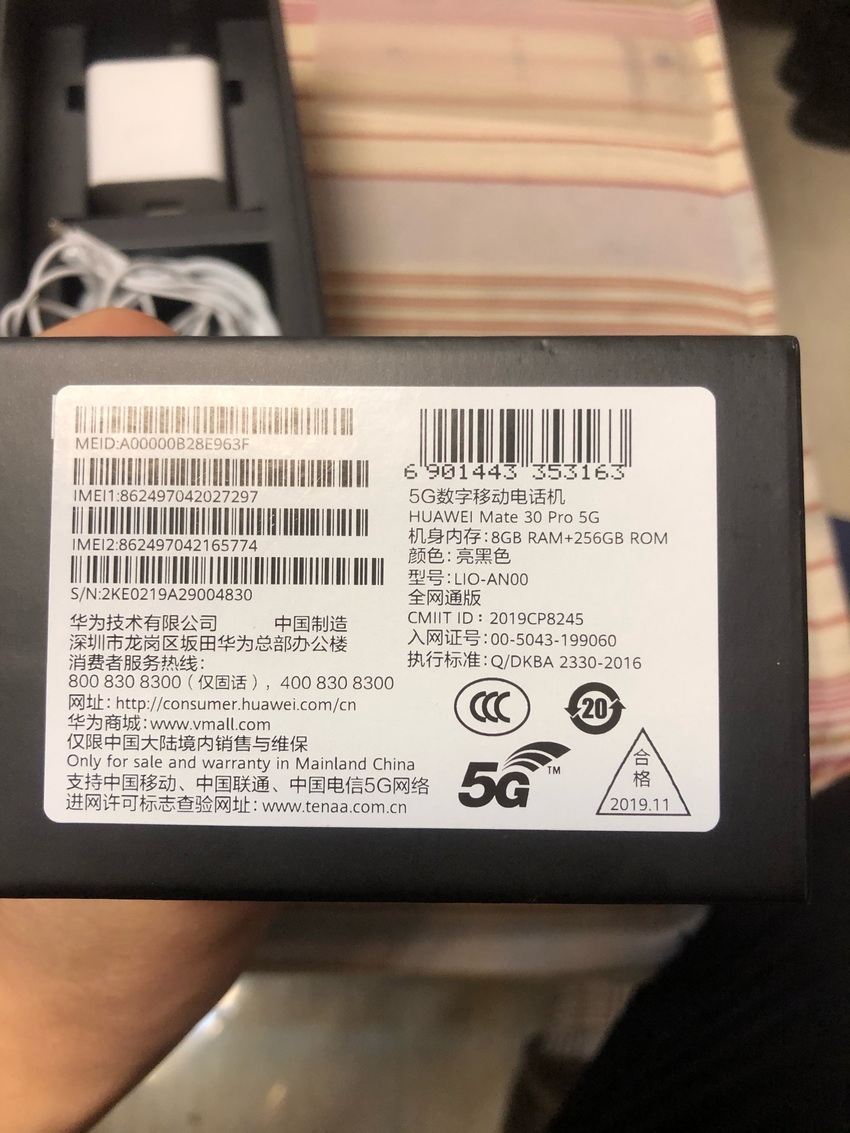 MEID:A00000B28E963F
IMEI1:862497042027297
IMEI2:862497042165774
S/N:2KE0219A29004830
华为技术有限公司 中国制造
深圳市龙岗区坂田华为总部办公楼
消费者服务热线:
800 830 8300（仅固话）, 400 830 8300
网址: http://consumer.huawei.com/cn
华为商城:www.vmall.com
仅限中国大陆境内销售与维保
Only for sale and warranty in Mainland China
支持中国移动、中国联通、中国电信5G网络
进网许可标志查验网址: www.tenaa.com.cn
6 901443 353163
5G数字移动电话机
HUAWEI Mate 30 Pro 5G
机身内存:8GB RAM+256GB ROM
颜色: 亮黑色
型号: LIO-AN00
全网通版
CMIIT ID：2019CP8245
入网证号:00-5043-199060
执行标准:Q/DKBA 2330-2016
CCC
20
5G TM
合
格
2019.11